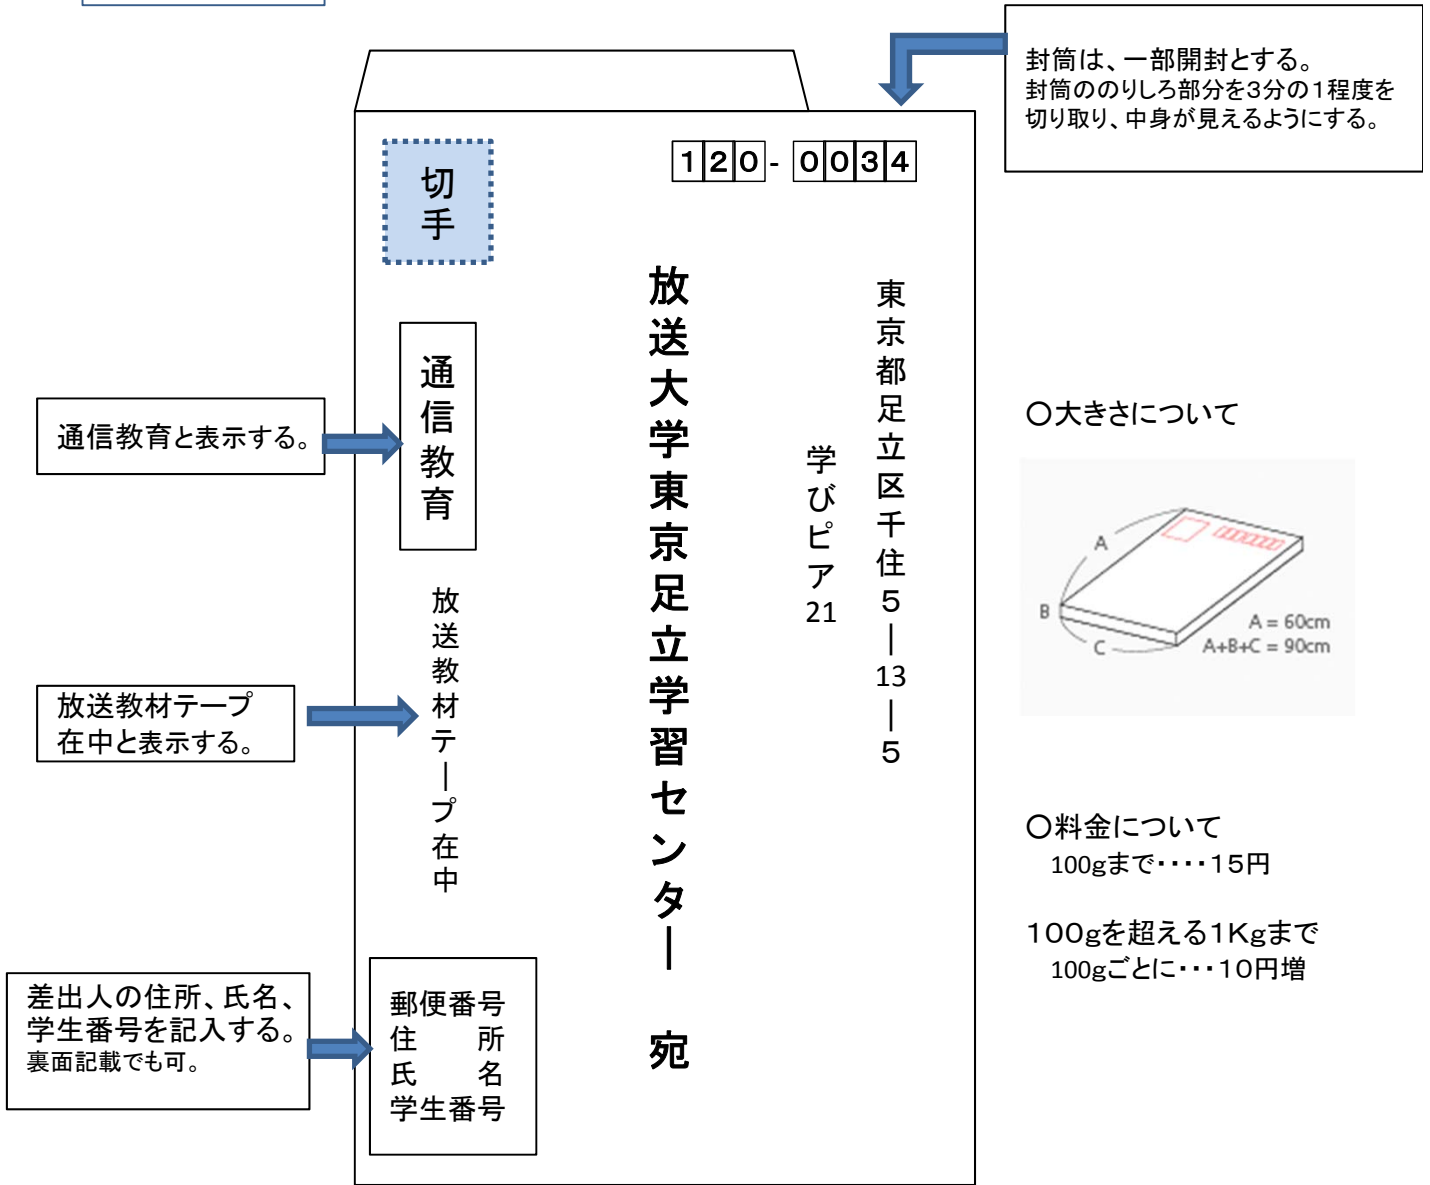 封筒は、一部開封とする。
封筒ののりしろ部分を3分の1程度を
切り取り、中身が見えるようにする。
切手
120-0034
東京都足立区千住5―13―5
学びピア21
放送大学東京足立学習センター 宛
通信教育
放送教材テープ在中
通信教育と表示する。
放送教材テープ
在中と表示する。
差出人の住所、氏名、
学生番号を記入する。
裏面記載でも可。
郵便番号
住 所
氏 名
学生番号
〇大きさについて
A
B
C
A = 60cm
A+B+C = 90cm
〇料金について
100gまで・・・・15円
100gを超える1Kgまで
100gごとに・・・10円増